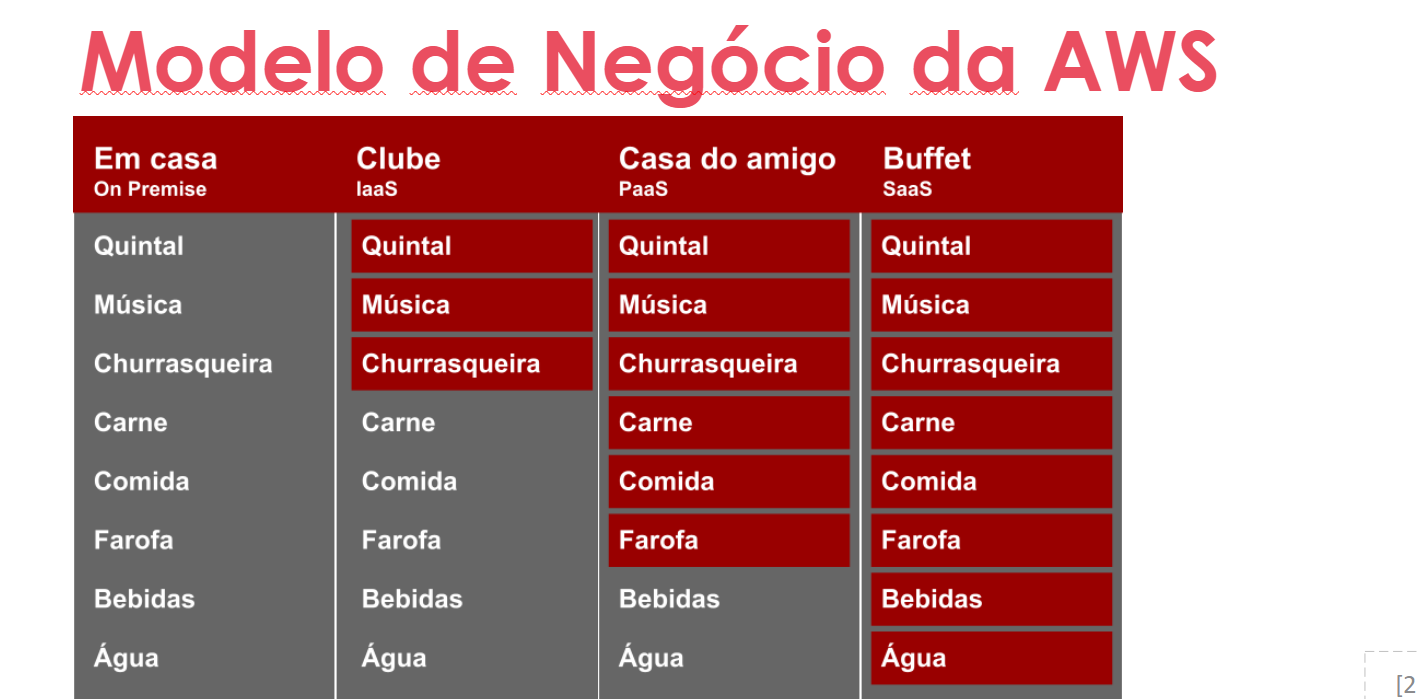 Modelo de Negócio da AWS
Em casa Clube Casa do amigo Buffet
On Premise IaaS PaaS SaaS
Quintal Quintal Quintal Quintal
Música Música Música Música
Churrasqueira Churrasqueira Churrasqueira Churrasqueira
Carne Carne Carne Carne
Comida Comida Comida Comida
Farofa Farofa Farofa Farofa
Bebidas Bebidas Bebidas Bebidas
Água Água Água Água
[2